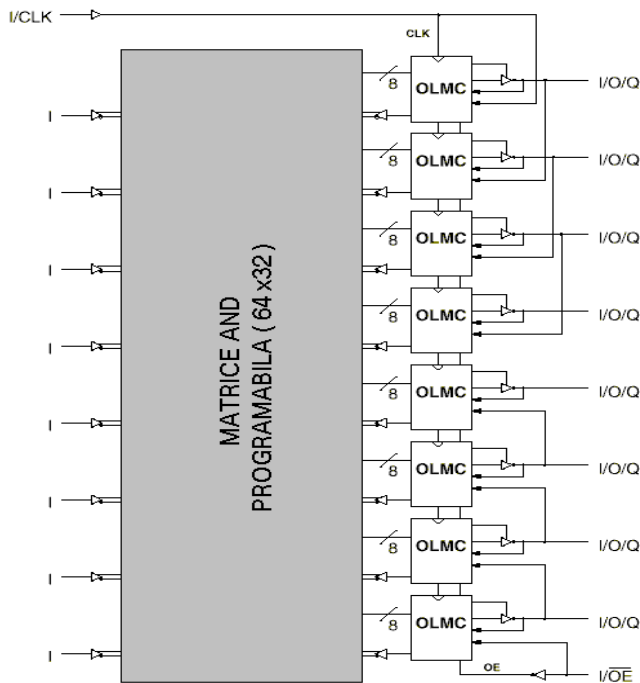 I/CLK
CLK
OLMC
8
I/O/Q
I
OLMC
8
I/O/Q
I
OLMC
8
I/O/Q
I
OLMC
8
I/O/Q
I
MATRICE AND
PROGRAMABILA ( 64 x32 )
OLMC
8
I/O/Q
I
OLMC
8
I/O/Q
I
OLMC
8
I/O/Q
I
OLMC
8
I/O/Q
I
OE
I/OE